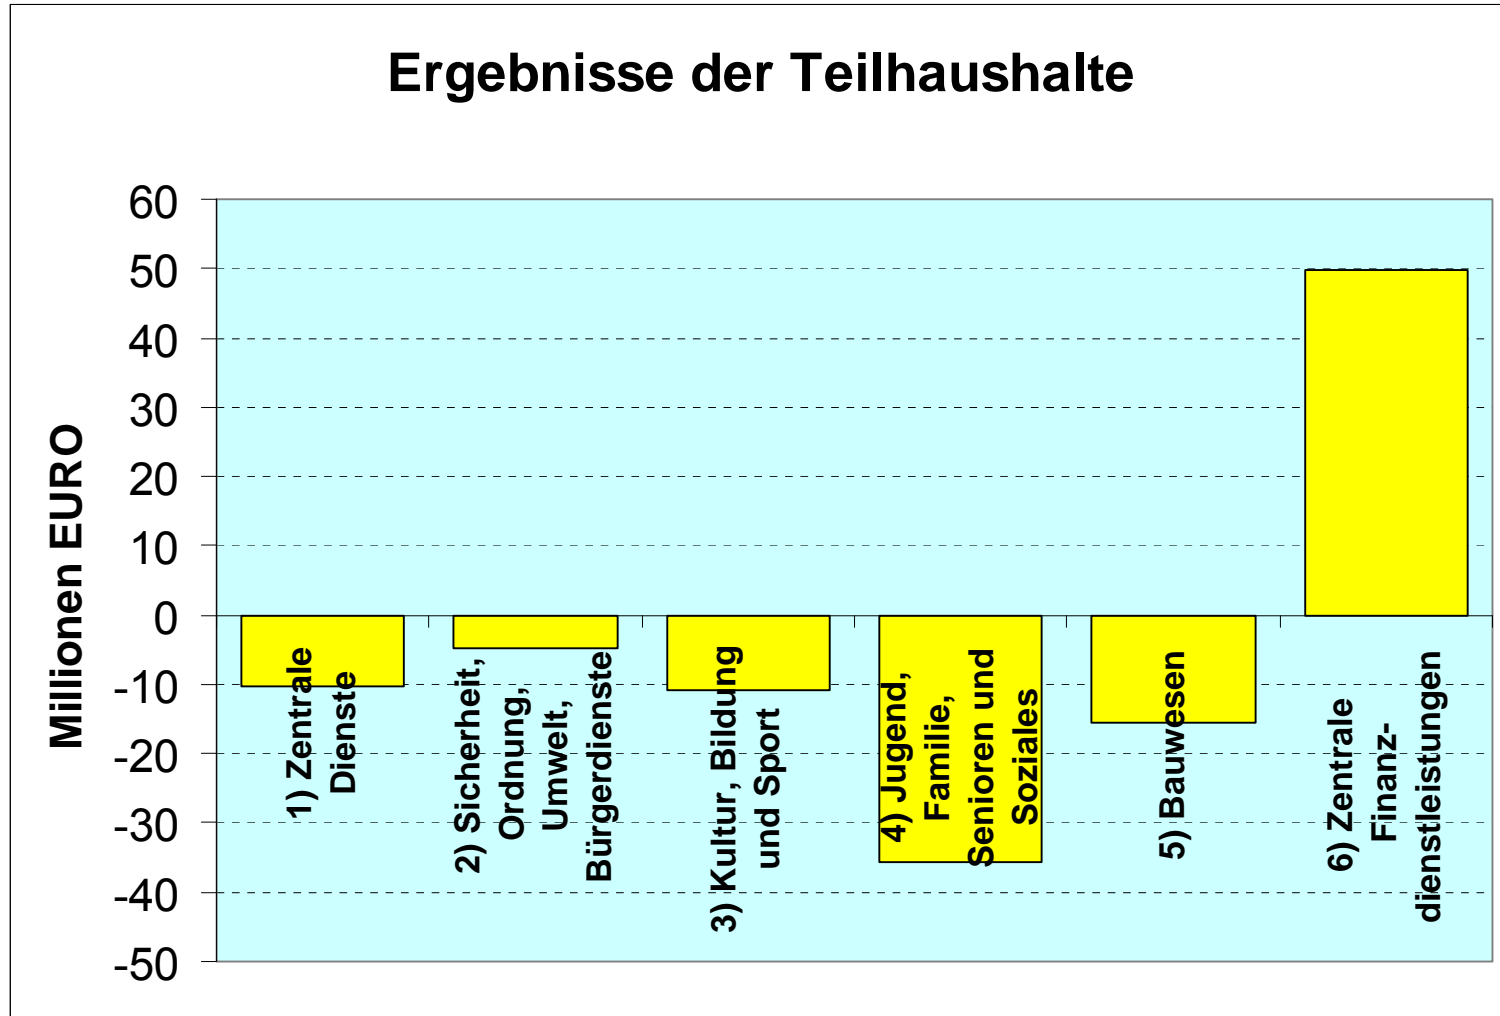 Ergebnisse der Teilhaushalte
Millionen EURO
60
50
40
30
20
10
0
-10
-20
-30
-40
-50
1) Zentrale
Dienste
2) Sicherheit,
Ordnung,
Umwelt,
Bürgerdienste
3) Kultur, Bildung
und Sport
4) Jugend,
Familie,
Senioren und
Soziales
5) Bauwesen
6) Zentrale
Finanz-
dienstleistungen